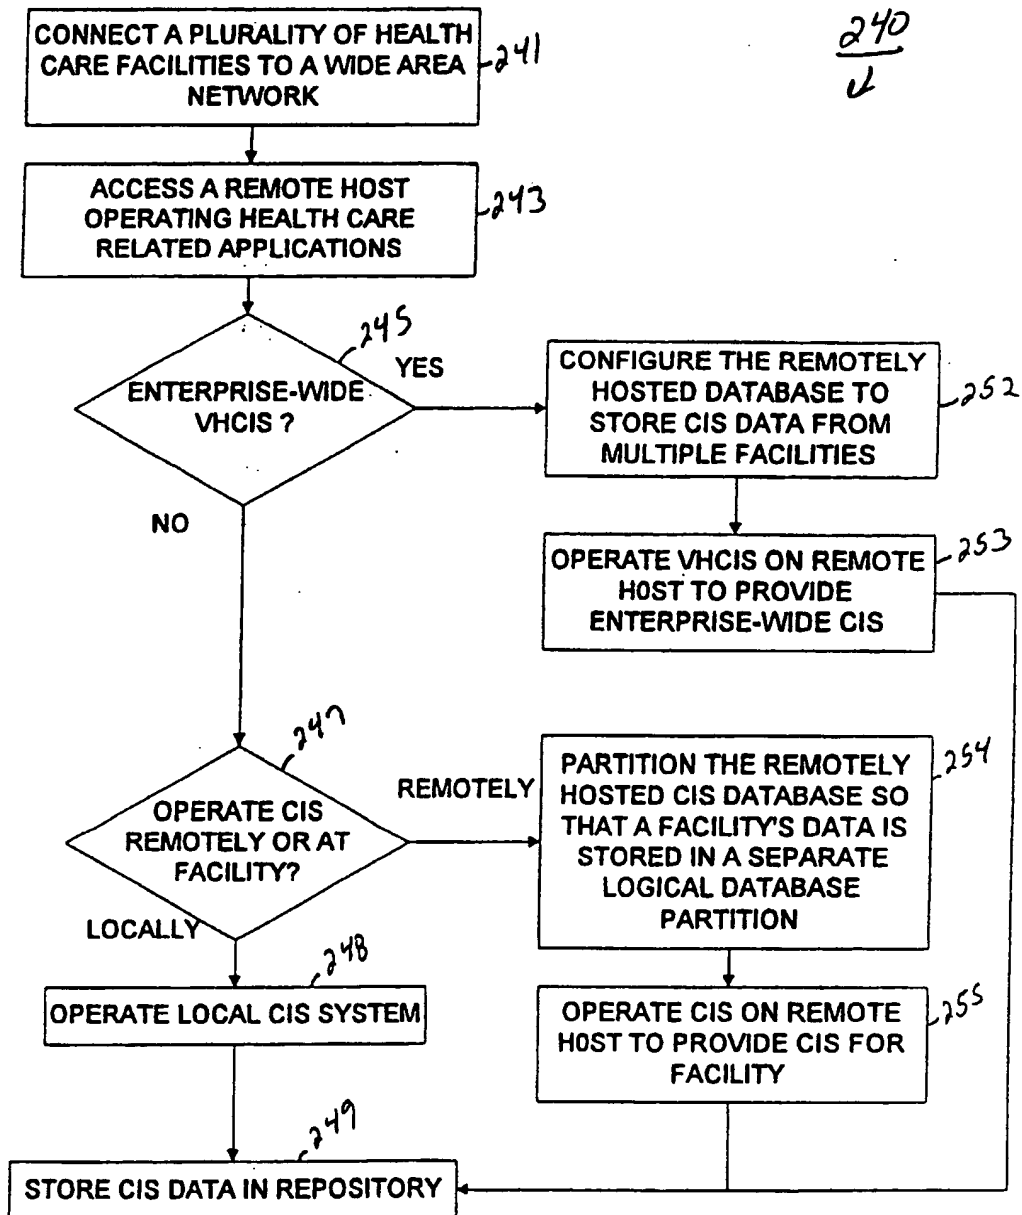 240
CONNECT A PLURALITY OF HEALTH
CARE FACILITIES TO A WIDE AREA
NETWORK
241
ACCESS A REMOTE HOST
OPERATING HEALTH CARE
RELATED APPLICATIONS
243
245
ENTERPRISE-WIDE
VHCIS ?
YES
NO
CONFIGURE THE REMOTELY
HOSTED DATABASE TO
STORE CIS DATA FROM
MULTIPLE FACILITIES
252
OPERATE VHCIS ON REMOTE
HOST TO PROVIDE
ENTERPRISE-WIDE CIS
253
247
OPERATE CIS
REMOTELY OR AT
FACILITY?
REMOTELY
LOCALLY
PARTITION THE REMOTELY
HOSTED CIS DATABASE SO
THAT A FACILITY'S DATA IS
STORED IN A SEPARATE
LOGICAL DATABASE
PARTITION
254
248
OPERATE LOCAL CIS SYSTEM
OPERATE CIS ON REMOTE
HOST TO PROVIDE CIS FOR
FACILITY
255
249
STORE CIS DATA IN REPOSITORY